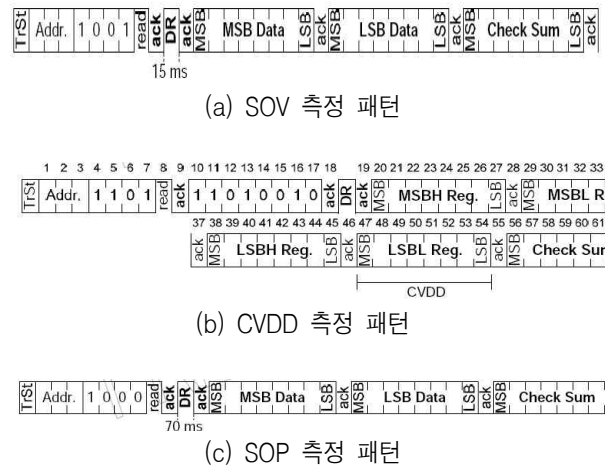 TrSt Addr. 1 0 0 1 read ack DR ack MSB MSB Data LSB ack MSB LSB Data LSB ack MSB Check Sum LSB ack
15 ms
(a) SOV 측정 패턴
1 2 3 4 5 6 7 8 9 10 11 12 13 14 15 16 17 18 19 20 21 22 23 24 25 26 27 28 29 30 31 32 33
TrSt Addr. 1 1 0 1 read ack 1 1 0 1 0 0 1 0 ack DR ack MSB MSBH Reg. LSB ack MSB MSBL R
37 38 39 40 41 42 43 44 45 46 47 48 49 50 51 52 53 54 55 56 57 58 59 60 61
ack MSB LSBH Reg. LSB ack MSB LSBL Reg. LSB ack MSB Check Sur
CVDD
(b) CVDD 측정 패턴
TrSt Addr. 1 0 0 0 read ack DR ack MSB MSB Data LSB ack MSB LSB Data LSB ack MSB Check Sum
70 ms
(c) SOP 측정 패턴